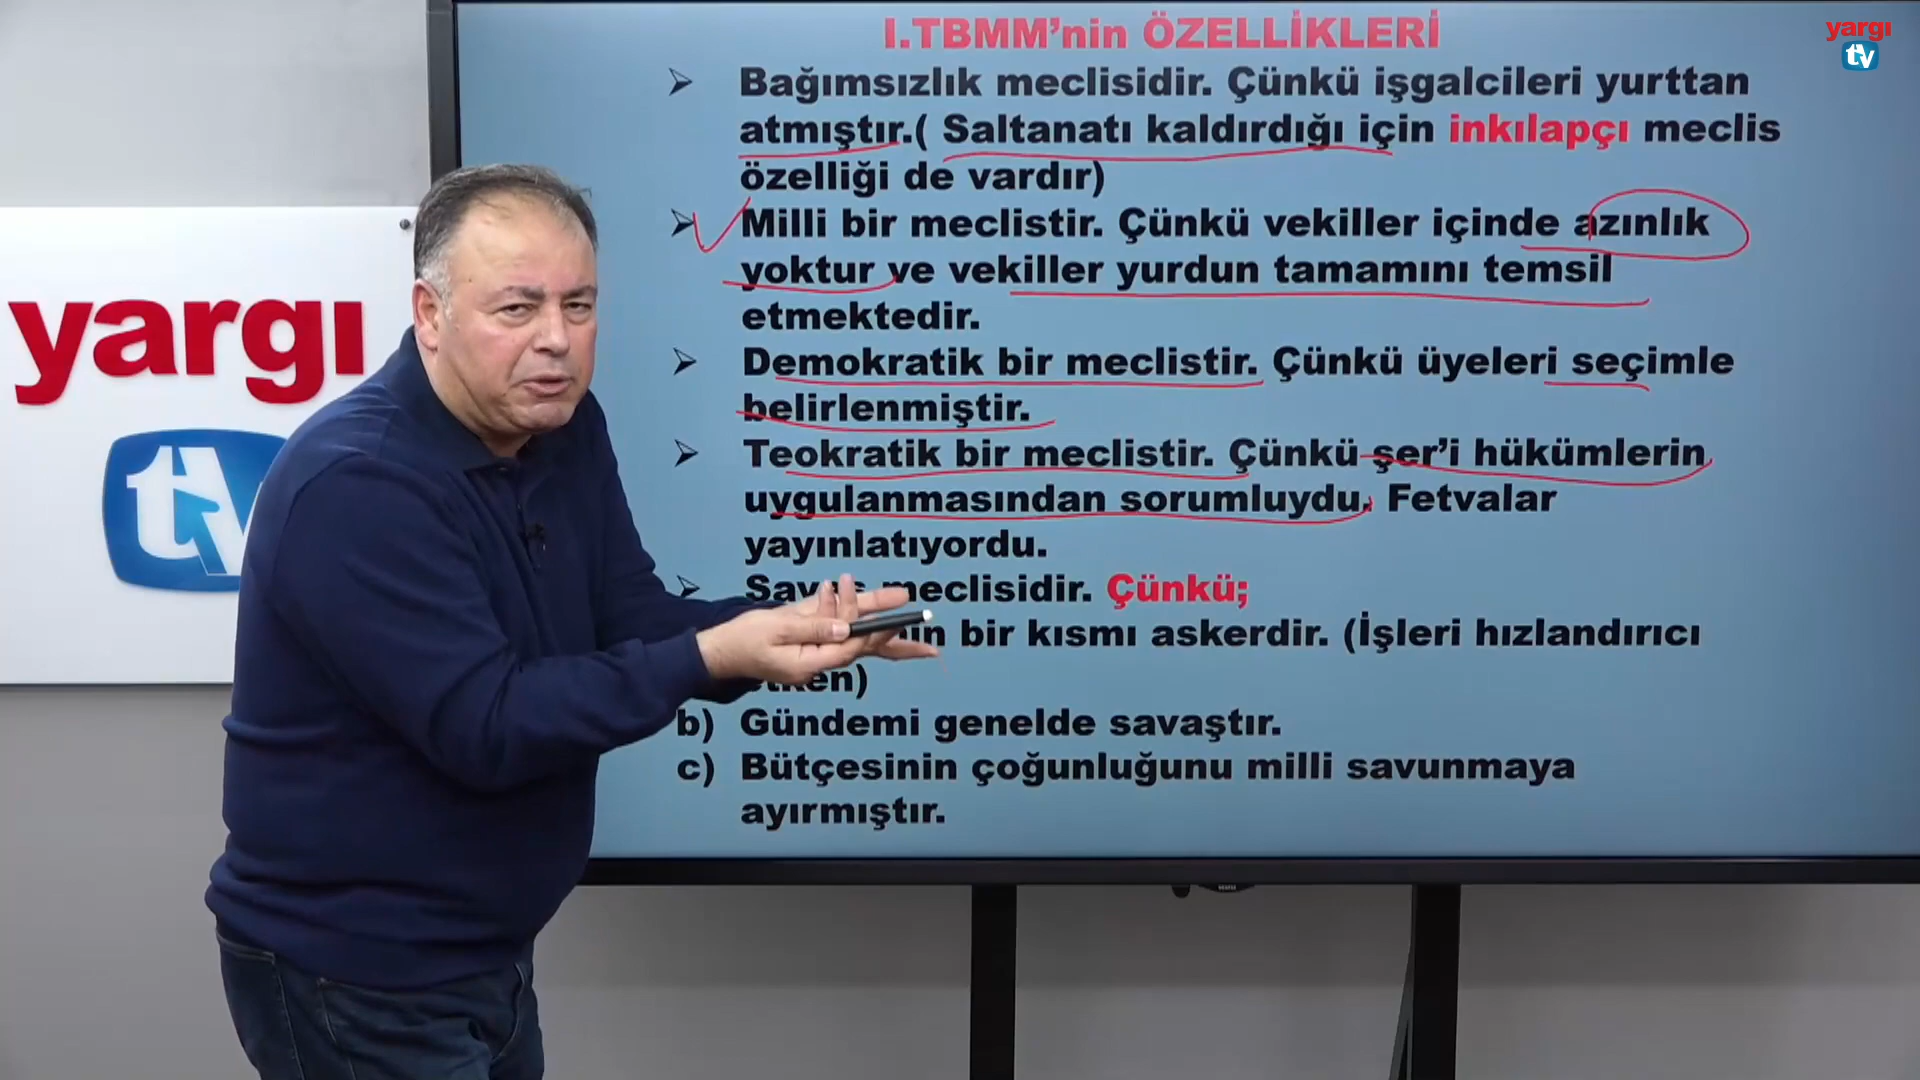 I.TBMM’nin ÖZELLİKLERİ
Bağımsızlık meclisidir. Çünkü işgalcileri yurttan
atmıştır.( Saltanatı kaldırdığı için inkılapçı meclis
özelliği de vardır)
Milli bir meclistir. Çünkü vekiller içinde azınlık
yoktur ve vekiller yurdun tamamını temsil
etmektedir.
Demokratik bir meclistir. Çünkü üyeleri seçimle
belirlenmiştir.
Teokratik bir meclistir. Çünkü şer’i hükümlerin
uygulanmasından sorumluydu. Fetvalar
yayınlatıyordu.
Savaş meclisidir. Çünkü;
bir kısmı askerdir. (İşleri hızlandırıcı
etken)
b) Gündemi genelde savaştır.
c) Bütçesinin çoğunluğunu milli savunmaya
ayırmıştır.
yargı
tv
yargı
tv